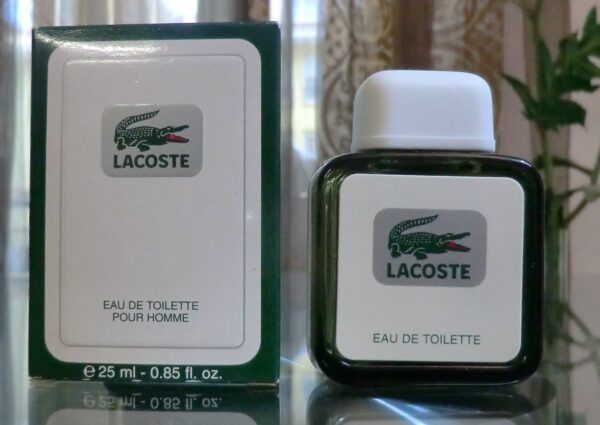 LACOSTE
EAU DE TOILETTE
POUR HOMME
℮ 25 ml - 0.85 fl. oz.
LACOSTE
EAU DE TOILETTE